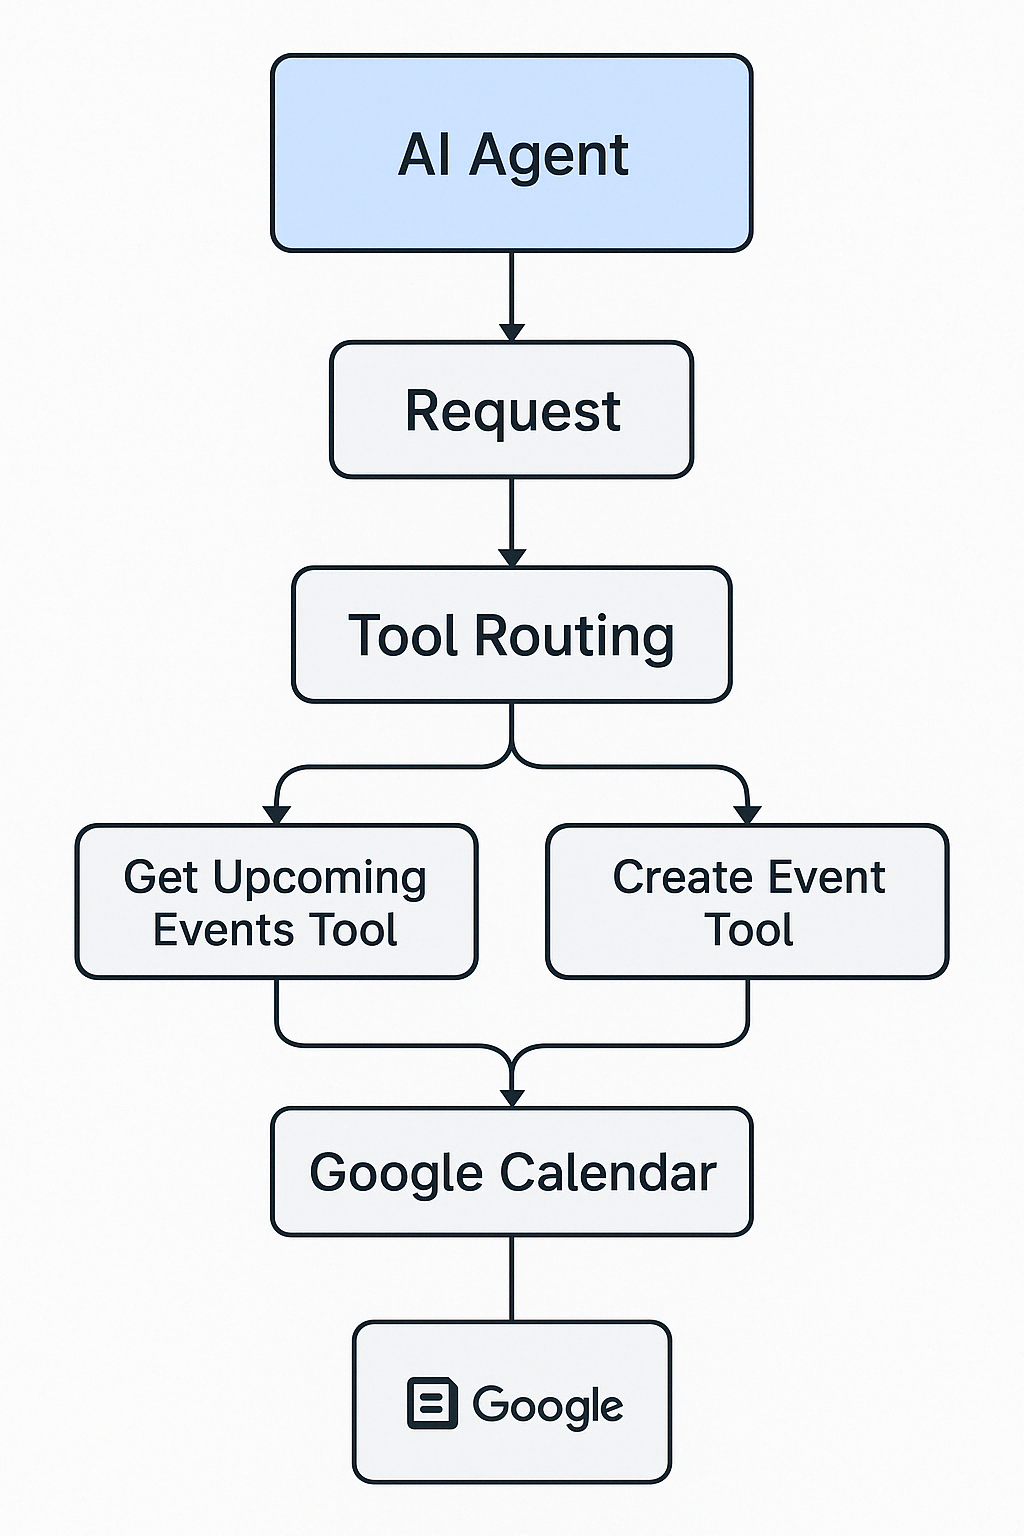 AI Agent
Request
Tool Routing
Get Upcoming
Events Tool
Create Event
Tool
Google Calendar
Google